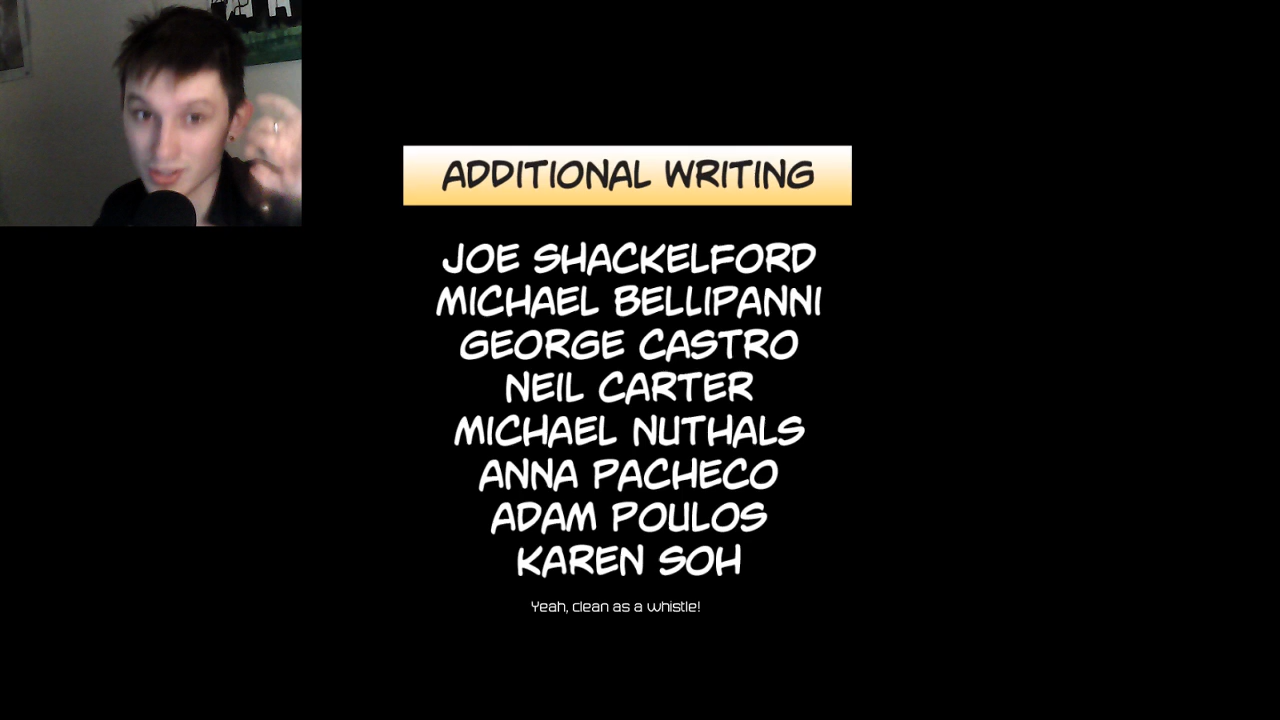 ADDITIONAL WRITING
JOE SHACKELFORD
MICHAEL BELLIPANNI
GEORGE CASTRO
NEIL CARTER
MICHAEL NUTHALS
ANNA PACHECO
ADAM POULOS
KAREN SOH
Yeah, clean as a whistle!